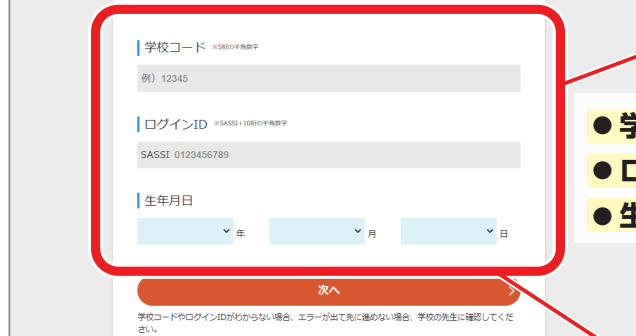 学校コード ※5桁の半角数字
例）12345
ログインID ※SASSI+10桁の半角数字
SASSI 0123456789
生年月日
年 月 日
次へ
学校コードやログインIDがわからない場合、エラーが出て先に進めない場合、学校の先生に確認してくだ
さい。
● 学
● ロ
● 生